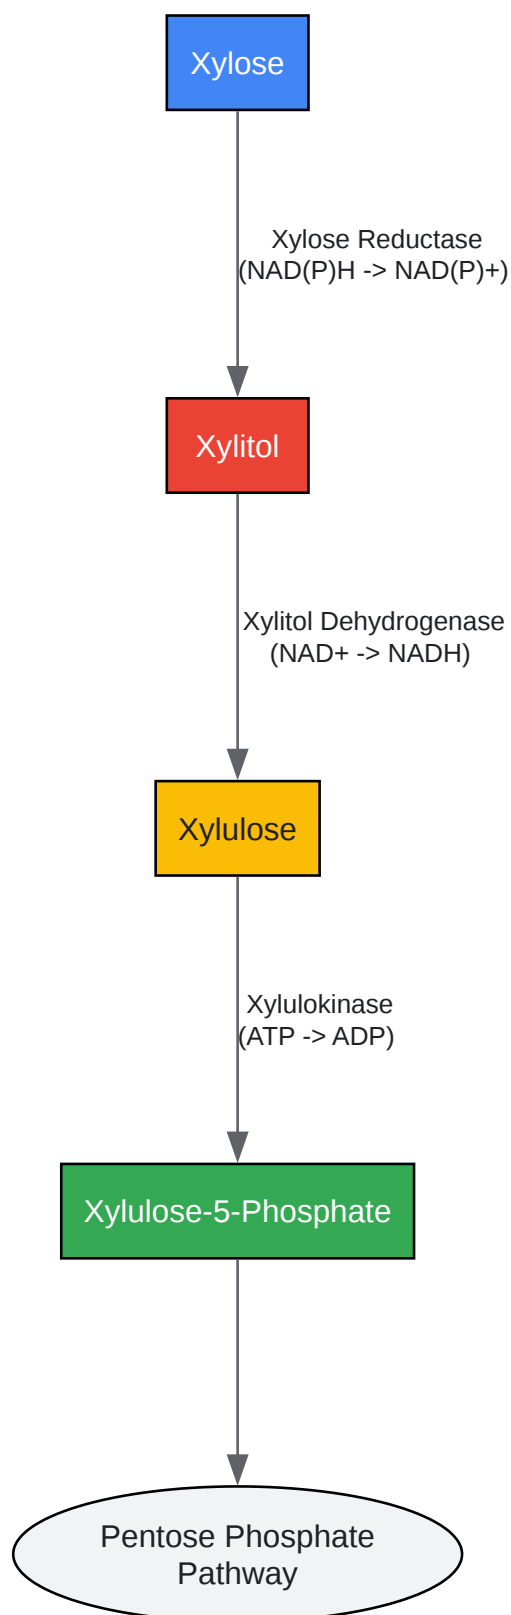 Xylose
Xylose Reductase
(NAD(P)H -> NAD(P)+)
Xylitol
Xylitol Dehydrogenase
(NAD+ -> NADH)
Xylulose
Xylulokinase
(ATP -> ADP)
Xylulose-5-Phosphate
Pentose Phosphate
Pathway